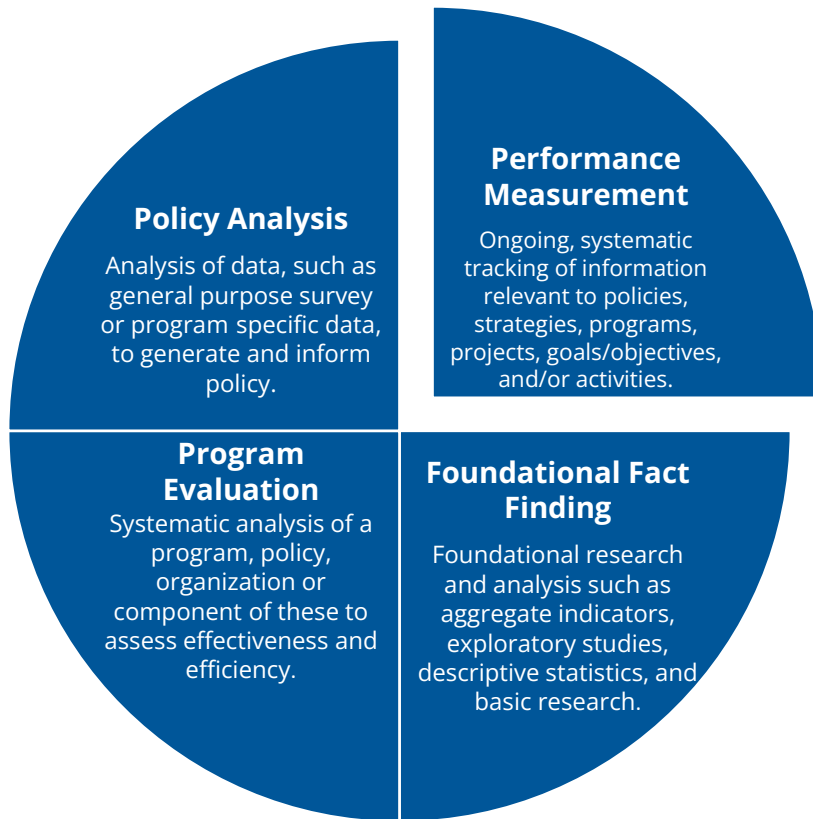 Policy Analysis
Analysis of data, such as
general purpose survey
or program specific data,
to generate and inform
policy.
Performance
Measurement
Ongoing, systematic
tracking of information
relevant to policies,
strategies, programs,
projects, goals/objectives,
and/or activities.
Program
Evaluation
Systematic analysis of a
program, policy,
organization or
component of these to
assess effectiveness and
efficiency.
Foundational Fact
Finding
Foundational research
and analysis such as
aggregate indicators,
exploratory studies,
descriptive statistics, and
basic research.